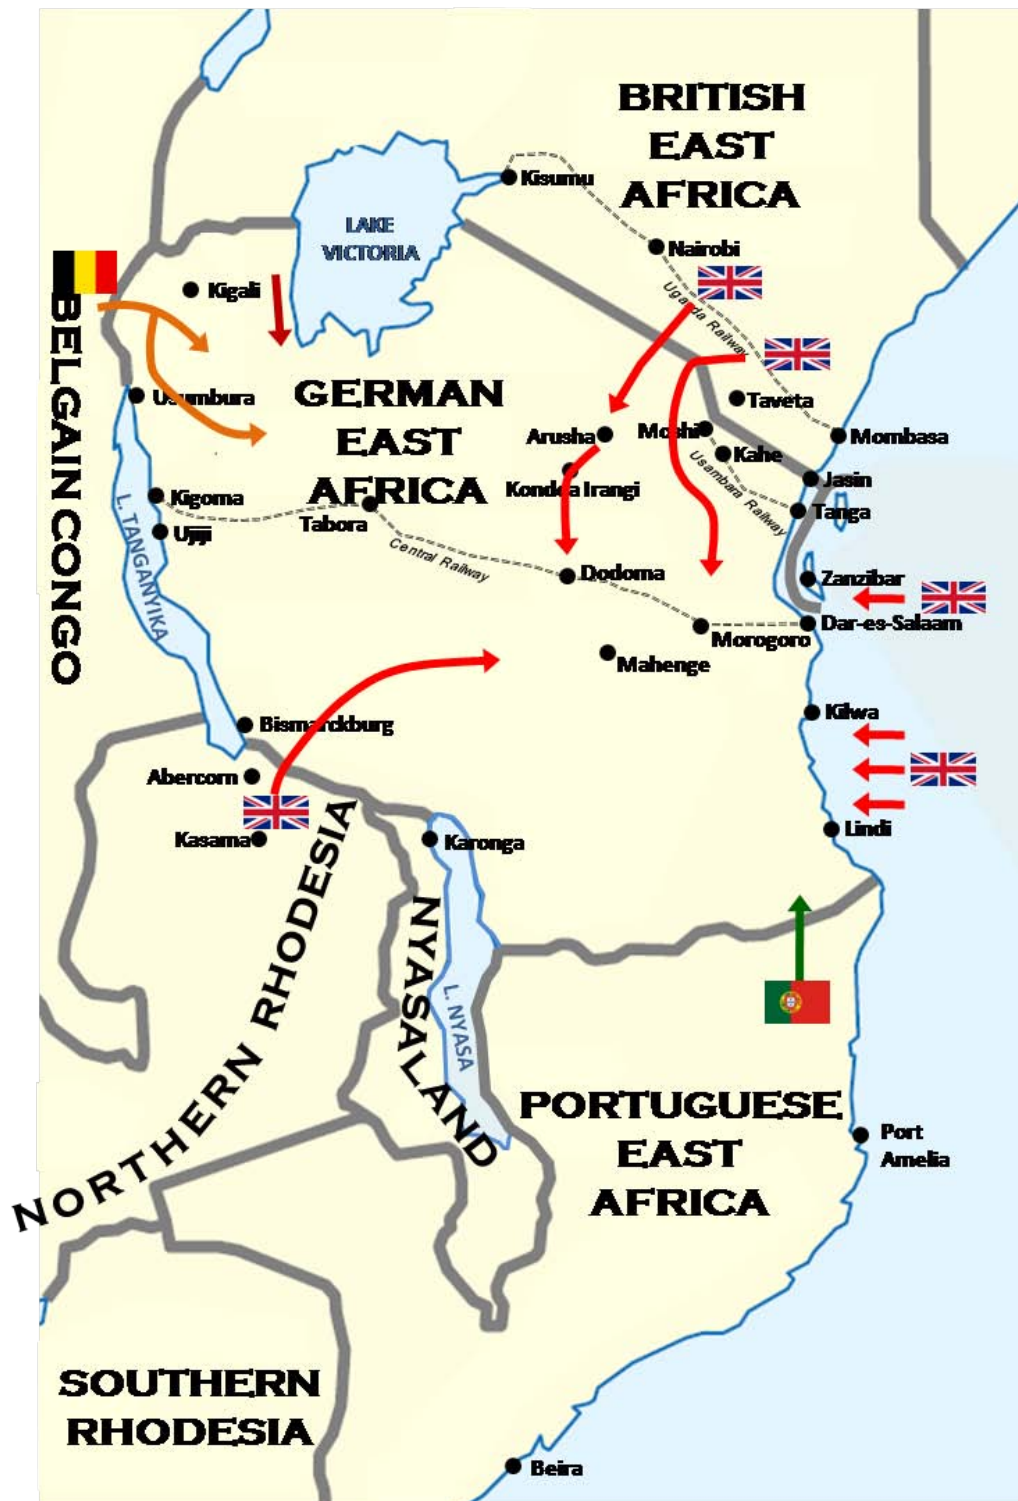 BRITISH
EAST
AFRICA
Kisumu
LAKE
VICTORIA
Nairobi
Kigali
Uganda Railway
BELGAIN CONGO
GERMAN
EAST
AFRICA
Usumbura
Taveta
Arusha
Moshi
Mombasa
Kahe
Kondoa Irangi
Jasin
Usambara Railway
Kigoma
Tabora
Tanga
Ujiji
L. TANGANYIKA
Central Railway
Dodoma
Zanzibar
Dar-es-Salaam
Morogoro
Mahenge
Kilwa
Bismarckburg
Abercorn
Kasama
Karonga
Lindi
NORTHERN RHODESIA
NYASALAND
L. NYASA
PORTUGUESE
EAST
AFRICA
Port
Amelia
SOUTHERN
RHODESIA
Beira